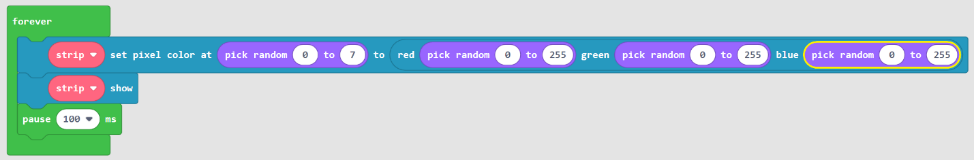 forever
strip set pixel color at pick random 0 to 7 to red pick random 0 to 255 green pick random 0 to 255 blue pick random 0 to 255
strip show
pause 100 ms